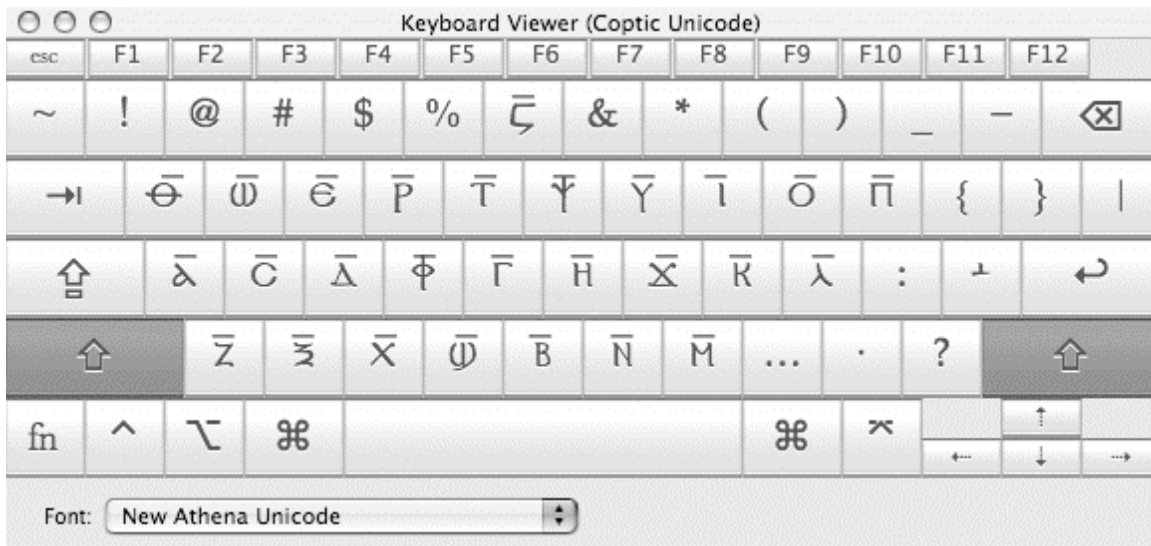 Keyboard Viewer (Coptic Unicode)
esc F1 F2 F3 F4 F5 F6 F7 F8 F9 F10 F11 F12
~ ! @ # $ % ⲋ̅ & * ( ) _ –
ⲑ̅ ⲱ̅ ⲉ̅ ⲣ̅ ⲧ̅ ⲯ̅ ⲩ̅ ⲓ̅ ⲟ̅ ⲡ̅ { } |
ⲁ̅ ⲥ̅ ⲇ̅ ⲫ̅ ⲅ̅ ⲏ̅ ϫ̅ ⲕ̅ ⲗ̅ :
ⲍ̅ ⲝ̅ ⲭ̅ ⲫ̅ ⲃ̅ ⲛ̅ ⲙ̅ … · ?
fn ⌘ ⌘
Font: New Athena Unicode